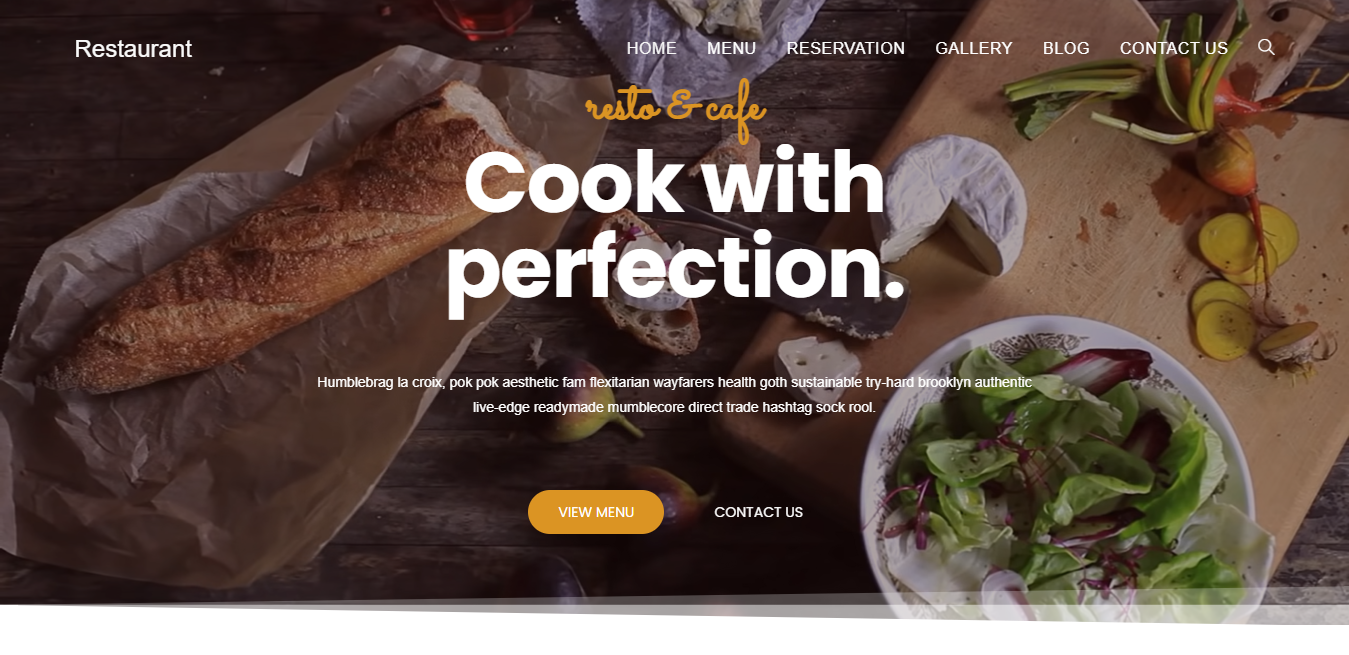 Restaurant
HOME MENU RESERVATION GALLERY BLOG CONTACT US
resto & cafe
Cook with
perfection.
Humblebrag la croix, pok pok aesthetic fam flexitarian wayfarers health goth sustainable try-hard brooklyn authentic
live-edge readymade mumblecore direct trade hashtag sock rool.
VIEW MENU CONTACT US